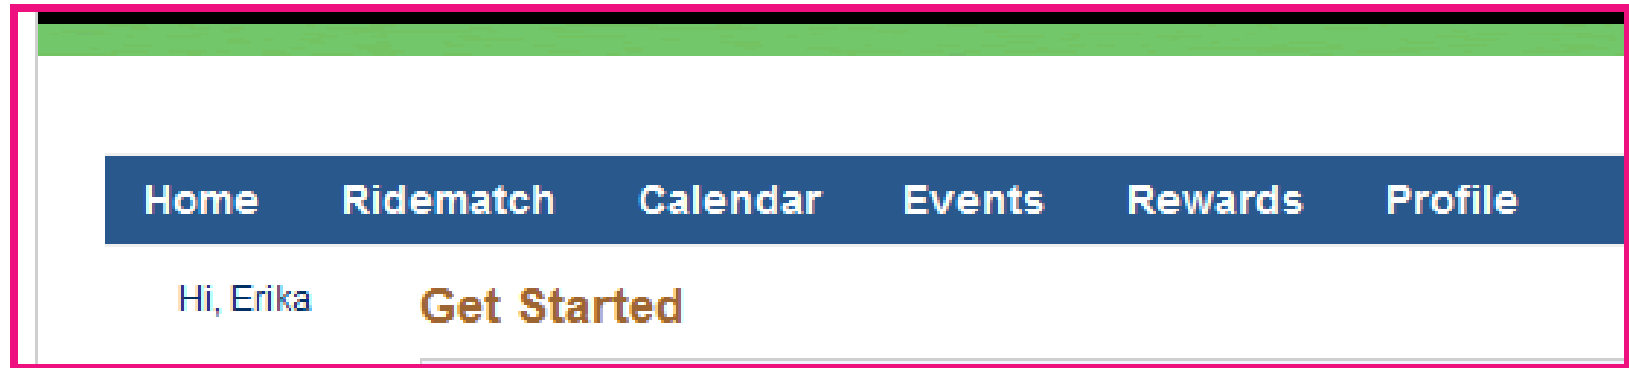 Home Ridematch Calendar Events Rewards Profile
Hi, Erika
Get Started